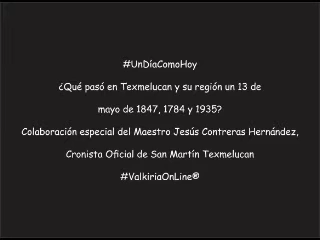 #UnDíaComoHoy
¿Qué pasó en Texmelucan y su región un 13 de
mayo de 1847, 1784 y 1935?
Colaboración especial del Maestro Jesús Contreras Hernández,
Cronista Oficial de San Martín Texmelucan
#ValkiriaOnLine®